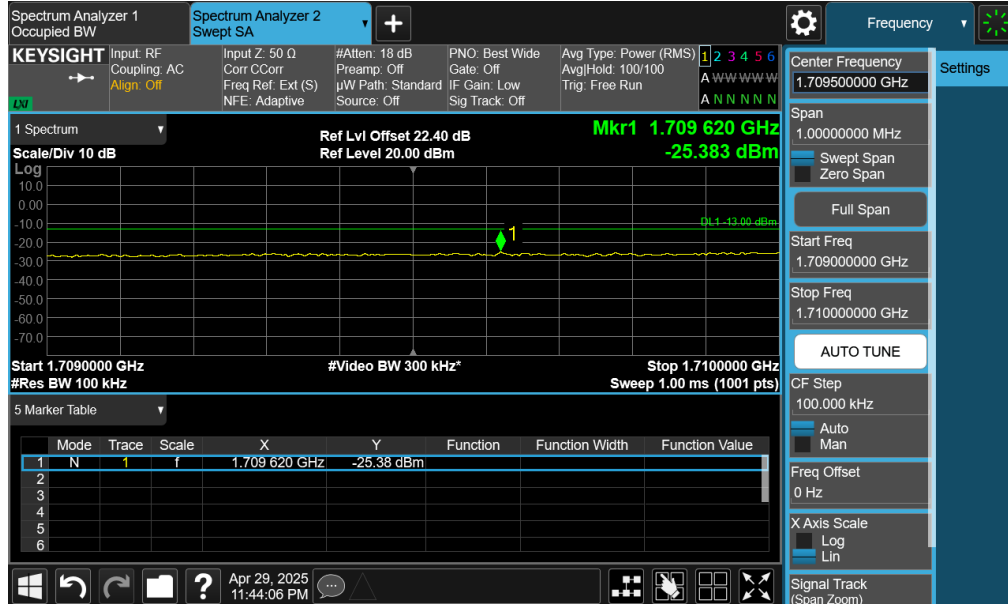 Spectrum Analyzer 1
Occupied BW
Spectrum Analyzer 2
Swept SA
Frequency
KEYSIGHT
LXI
Input: RF
Coupling: AC
Align: Off
Input Z: 50 Ω
Corr CCorr
Freq Ref: Ext (S)
NFE: Adaptive
#Atten: 18 dB
Preamp: Off
µW Path: Standard
Source: Off
PNO: Best Wide
Gate: Off
IF Gain: Low
Sig Track: Off
Avg Type: Power (RMS)
Avg|Hold: 100/100
Trig: Free Run
1 2 3 4 5 6
A W W W W W
A N N N N N
1 Spectrum
Scale/Div 10 dB
Ref Lvl Offset 22.40 dB
Ref Level 20.00 dBm
Mkr1 1.709 620 GHz
-25.383 dBm
Log
10.0
0.00
-10.0
-20.0
-30.0
-40.0
-50.0
-60.0
-70.0
DL1 -13.00 dBm
1
Start 1.7090000 GHz
#Video BW 300 kHz*
Stop 1.7100000 GHz
#Res BW 100 kHz
Sweep 1.00 ms (1001 pts)
5 Marker Table
Mode Trace Scale X Y Function Function Width Function Value
1 N 1 f 1.709 620 GHz -25.38 dBm
2
3
4
5
6
Apr 29, 2025
11:44:06 PM
Center Frequency
1.709500000 GHz
Span
1.00000000 MHz
Swept Span
Zero Span
Full Span
Start Freq
1.709000000 GHz
Stop Freq
1.710000000 GHz
AUTO TUNE
CF Step
100.000 kHz
Auto
Man
Freq Offset
0 Hz
X Axis Scale
Log
Lin
Signal Track
(Span Zoom)
Settings